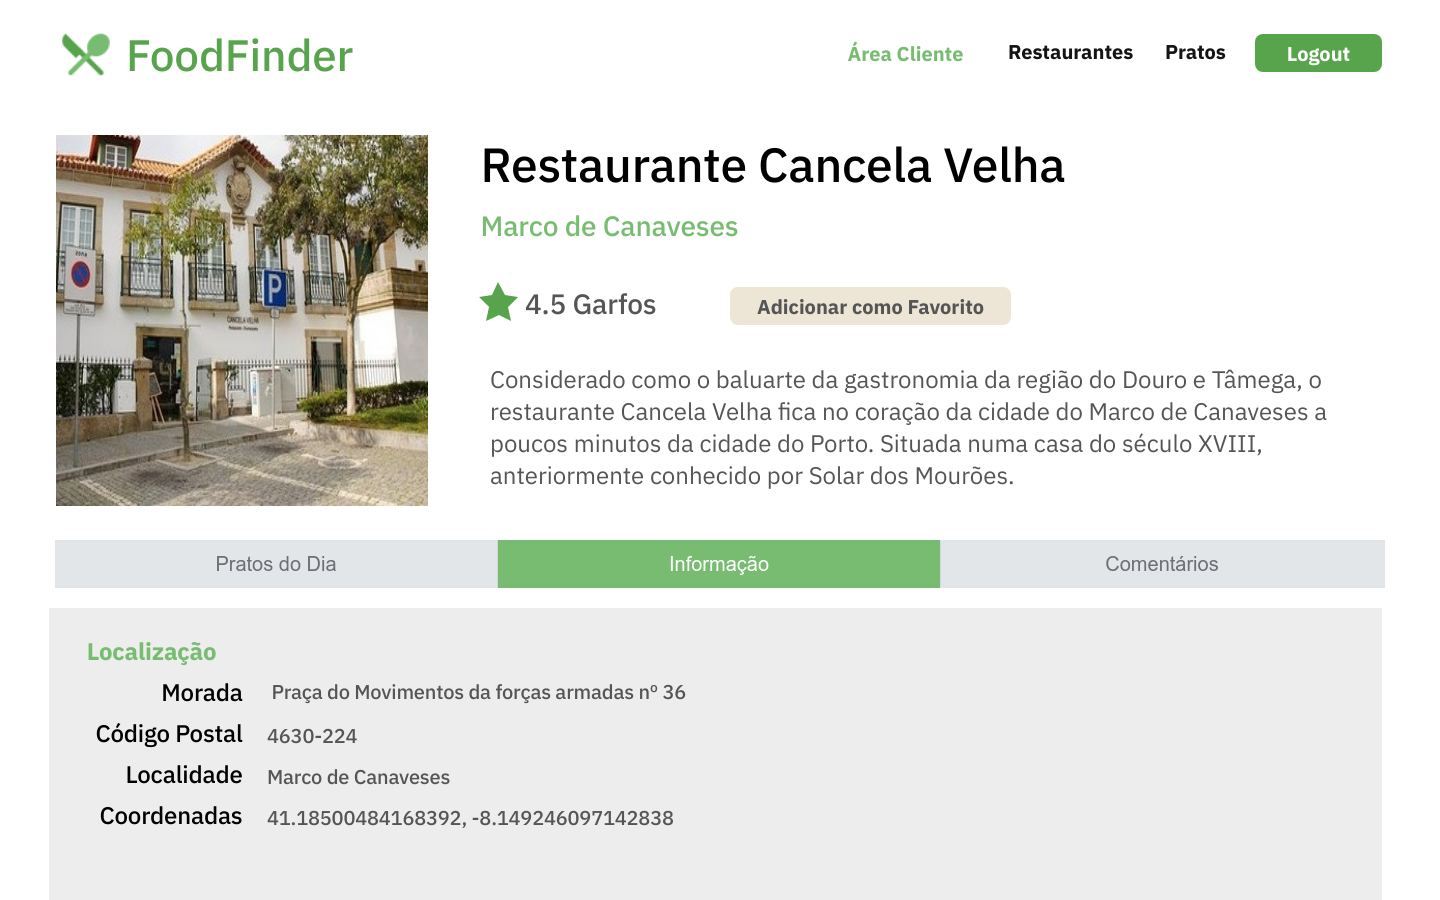 FoodFinder
Área Cliente
Restaurantes
Pratos
Logout
zona
P
CANCELA VELHA
Restaurante Cancela Velha
Marco de Canaveses
4.5 Garfos
Adicionar como Favorito
Considerado como o baluarte da gastronomia da região do Douro e Tâmega, o
restaurante Cancela Velha fica no coração da cidade do Marco de Canaveses a
poucos minutos da cidade do Porto. Situada numa casa do século XVIII,
anteriormente conhecido por Solar dos Mourões.
Pratos do Dia
Informação
Comentários
Localização
Morada Praça do Movimentos da forças armadas nº 36
Código Postal 4630-224
Localidade Marco de Canaveses
Coordenadas 41.18500484168392, -8.149246097142838